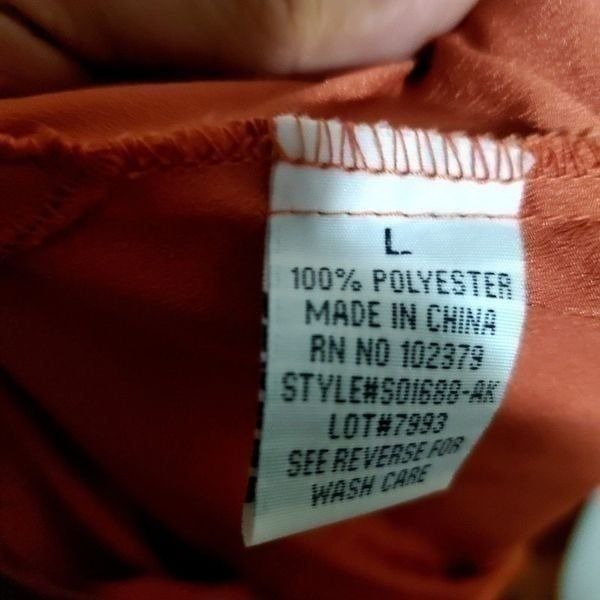 L
100% POLYESTER
MADE IN CHINA
RN NO 102379
STYLE#S01688-AK
LOT#7993
SEE REVERSE FOR
WASH CARE